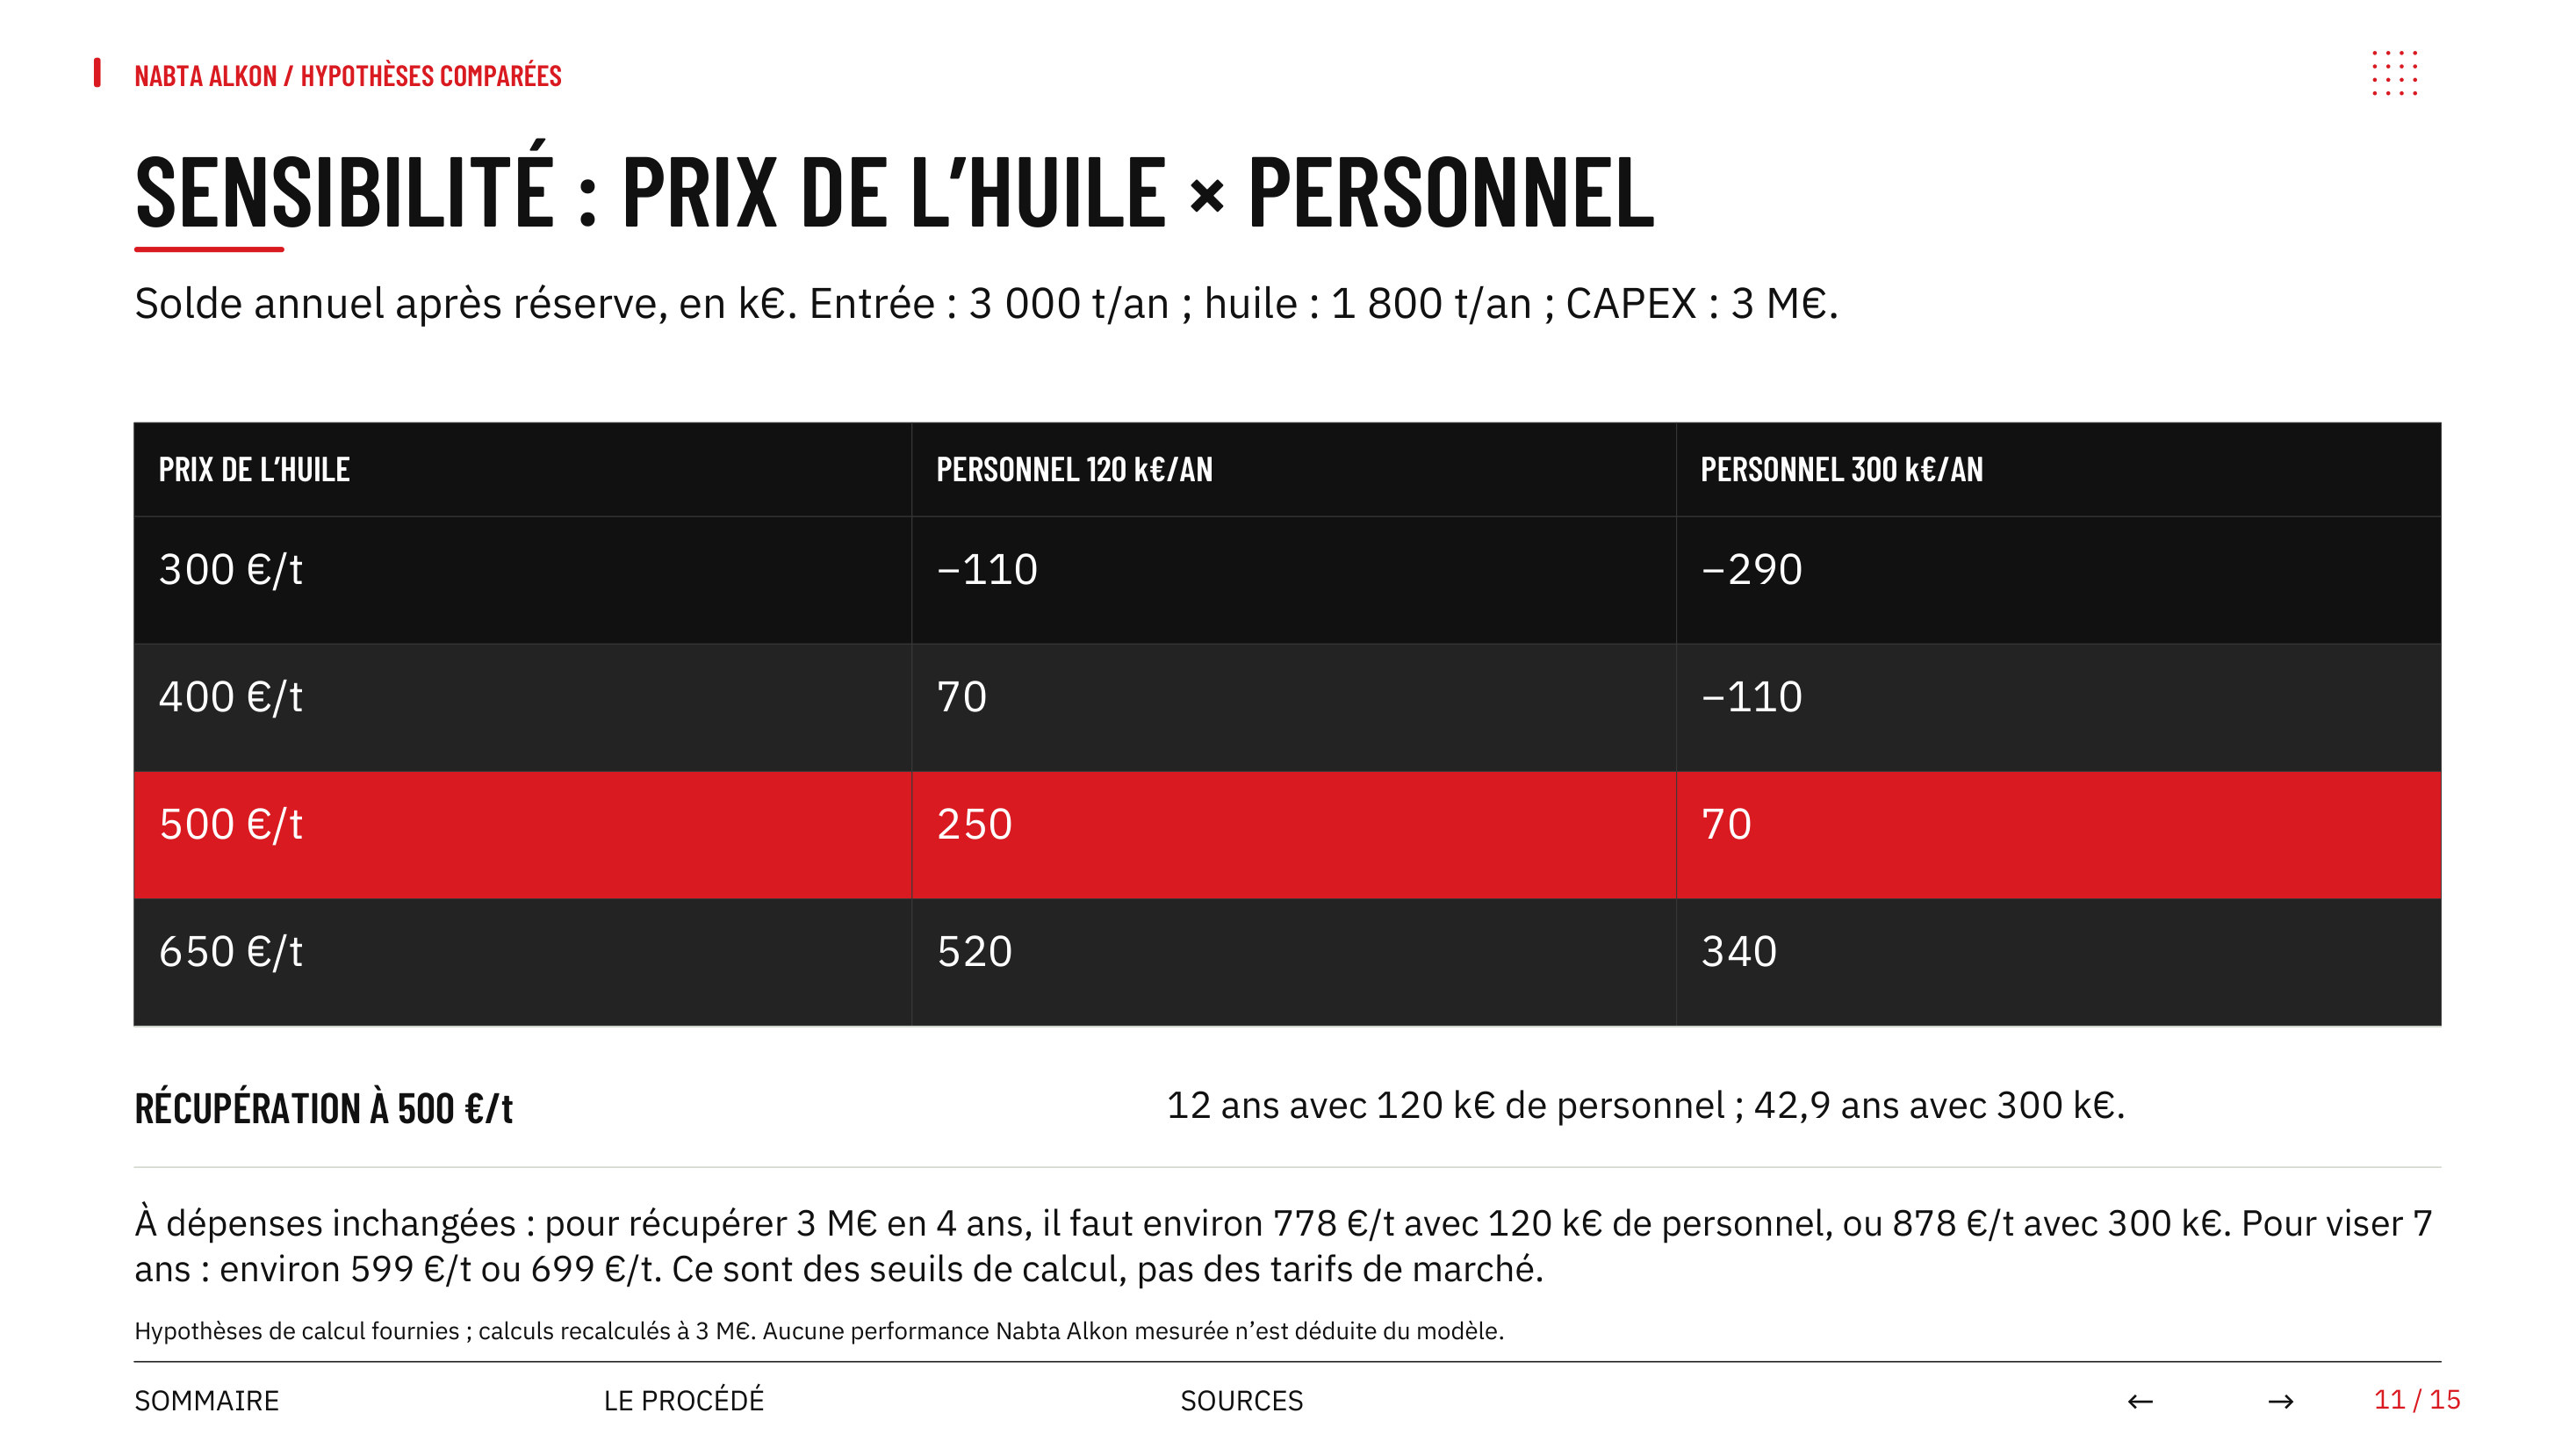 NABTA ALKON / HYPOTHÈSES COMPARÉES
SENSIBILITÉ : PRIX DE L’HUILE × PERSONNEL
Solde annuel après réserve, en k€. Entrée : 3 000 t/an ; huile : 1 800 t/an ; CAPEX : 3 M€.
PRIX DE L’HUILE PERSONNEL 120 k€/AN PERSONNEL 300 k€/AN
300 €/t −110 −290
400 €/t 70 −110
500 €/t 250 70
650 €/t 520 340
RÉCUPÉRATION À 500 €/t 12 ans avec 120 k€ de personnel ; 42,9 ans avec 300 k€.
À dépenses inchangées : pour récupérer 3 M€ en 4 ans, il faut environ 778 €/t avec 120 k€ de personnel, ou 878 €/t avec 300 k€. Pour viser 7
ans : environ 599 €/t ou 699 €/t. Ce sont des seuils de calcul, pas des tarifs de marché.
Hypothèses de calcul fournies ; calculs recalculés à 3 M€. Aucune performance Nabta Alkon mesurée n’est déduite du modèle.
SOMMAIRE LE PROCÉDÉ SOURCES ← → 11 / 15